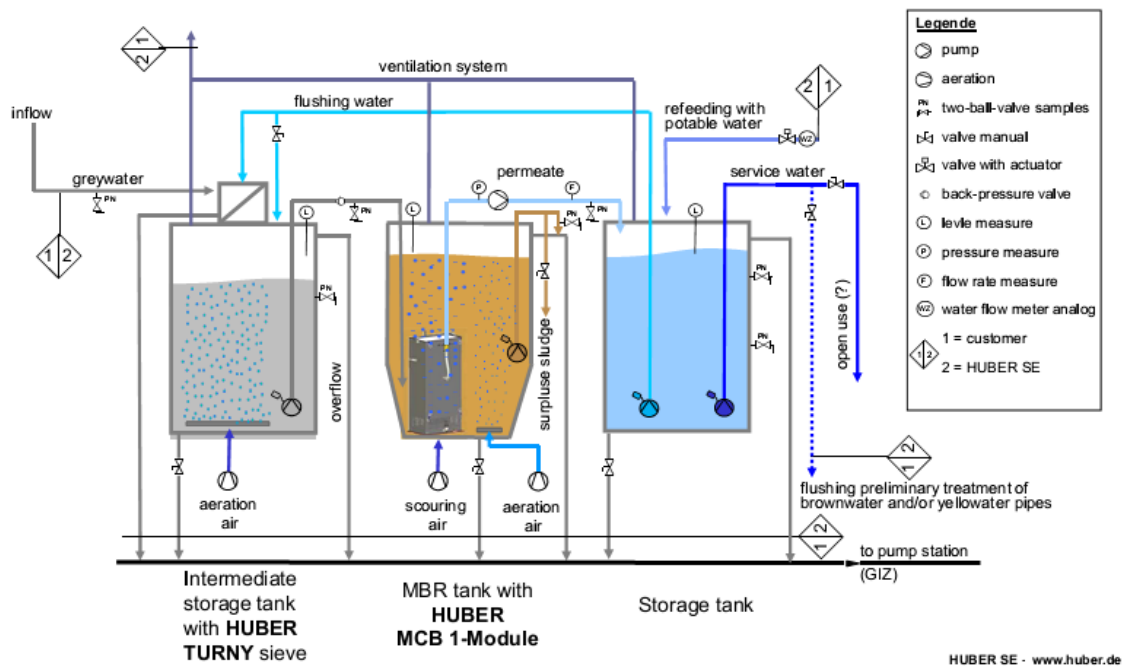 ventilation system
flushing water
inflow
greywater
PN
1 2
2 1
refeeding with
potable water
2 1
WZ
service water
permeate
P
F
PN
PN
PN
L
L
L
PN
PN
PN
overflow
surphuse sludge
open use (?)
aeration
air
scouring
air
aeration
air
1 2
flushing preliminary treatment of
brownwater and/or yellowater pipes
1 2
to pump station
(GIZ)
Intermediate
storage tank
with HUBER
TURNY sieve
MBR tank with
HUBER
MCB 1-Module
Storage tank
Legende
pump
aeration
PN two-ball-valve samples
valve manual
valve with actuator
back-pressure valve
L levle measure
P pressure measure
F flow rate measure
WZ water flow meter analog
1 = customer
1 2
2 = HUBER SE
HUBER SE - www.huber.de